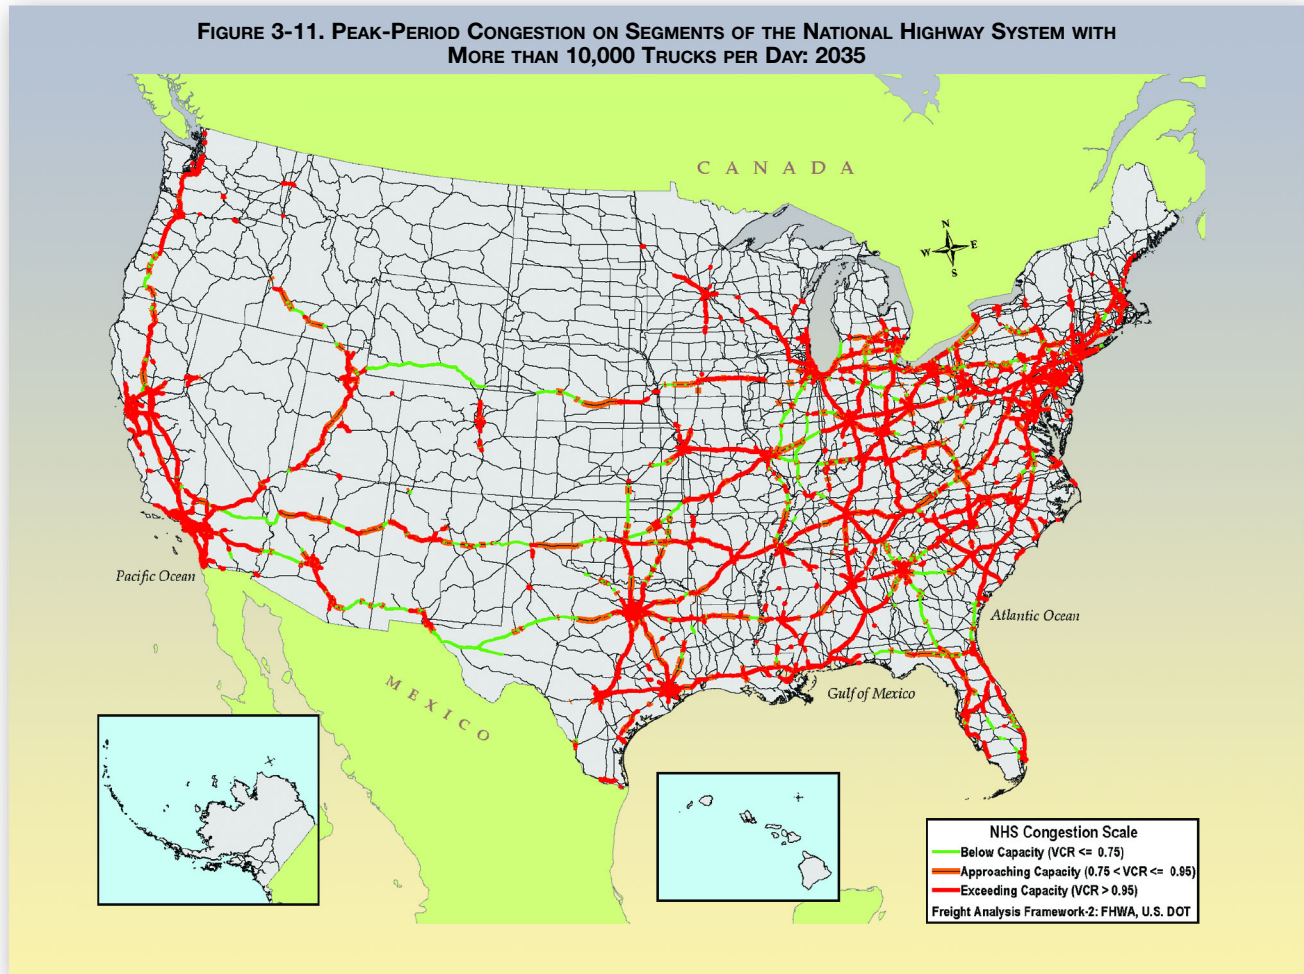 FIGURE 3-11. PEAK-PERIOD CONGESTION ON SEGMENTS OF THE NATIONAL HIGHWAY SYSTEM WITH
MORE THAN 10,000 TRUCKS PER DAY: 2035
CANADA
N
W E
S
Pacific Ocean
Atlantic Ocean
MEXICO
Gulf of Mexico
NHS Congestion Scale
Below Capacity (VCR <= 0.75)
Approaching Capacity (0.75 < VCR <= 0.95)
Exceeding Capacity (VCR > 0.95)
Freight Analysis Framework-2: FHWA, U.S. DOT